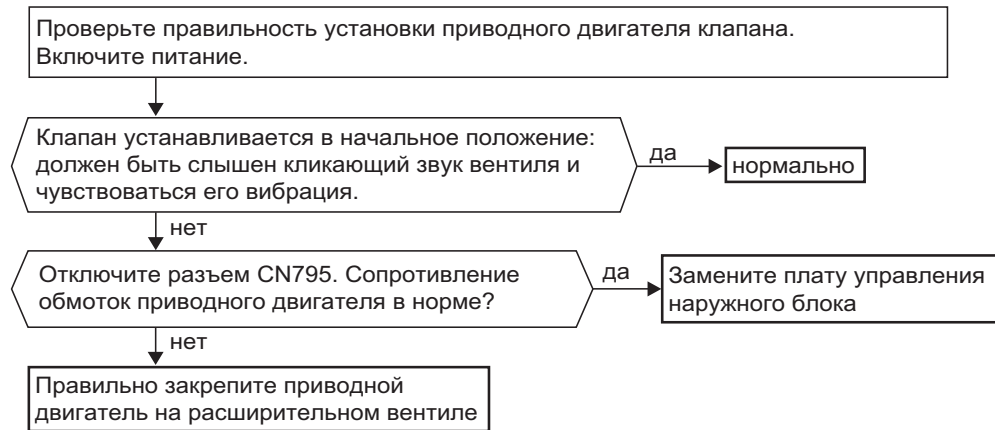 Проверьте правильность установки приводного двигателя клапана.
Включите питание.
Клапан устанавливается в начальное положение:
должен быть слышен кликающий звук вентиля и
чувствоваться его вибрация.
да
нормально
нет
Отключите разъем CN795. Сопротивление
обмоток приводного двигателя в норме?
да
Замените плату управления
наружного блока
нет
Правильно закрепите приводной
двигатель на расширительном вентиле